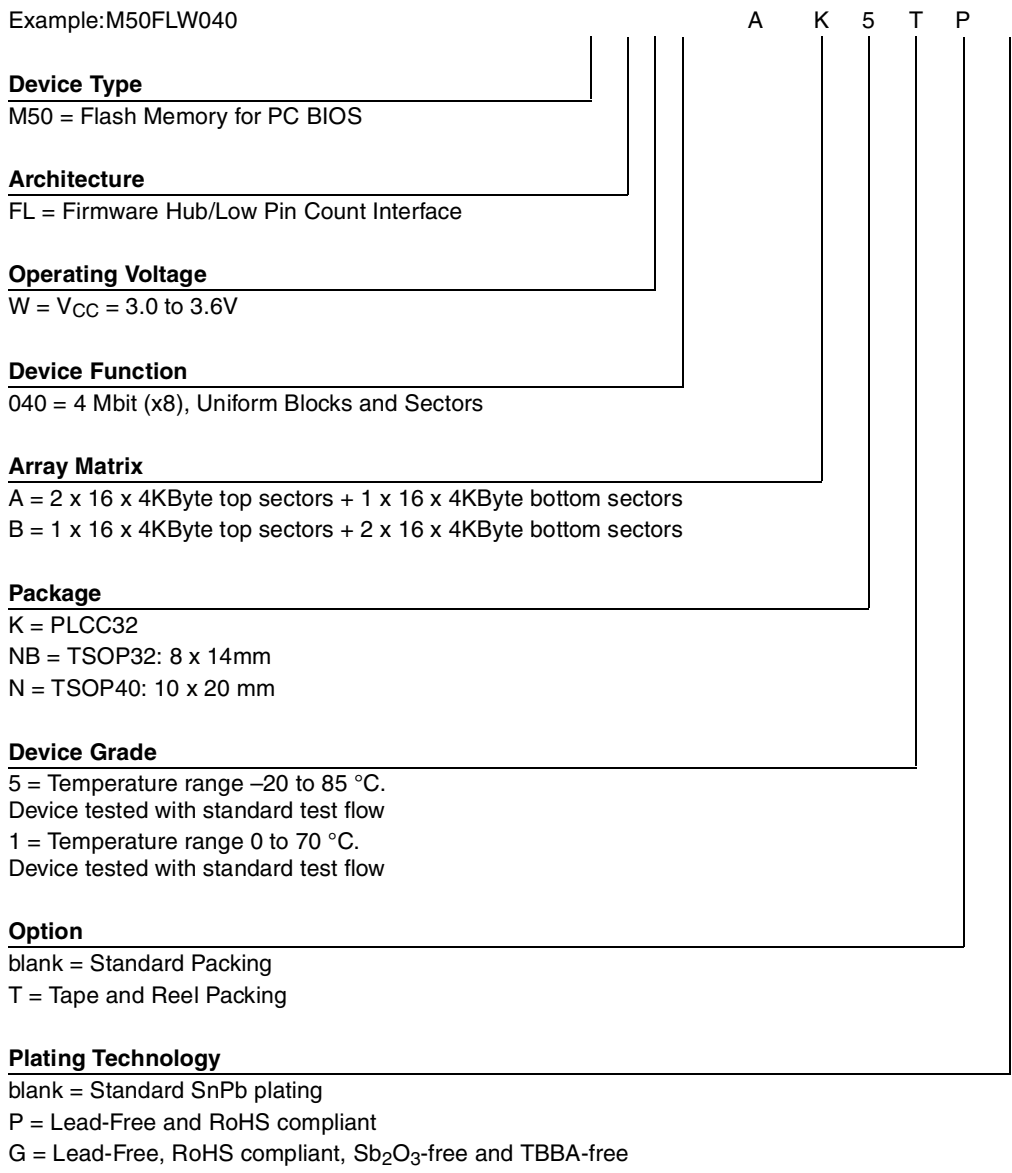 Example:M50FLW040 A K 5 T P
Device Type
M50 = Flash Memory for PC BIOS
Architecture
FL = Firmware Hub/Low Pin Count Interface
Operating Voltage
W = VCC = 3.0 to 3.6V
Device Function
040 = 4 Mbit (x8), Uniform Blocks and Sectors
Array Matrix
A = 2 x 16 x 4KByte top sectors + 1 x 16 x 4KByte bottom sectors
B = 1 x 16 x 4KByte top sectors + 2 x 16 x 4KByte bottom sectors
Package
K = PLCC32
NB = TSOP32: 8 x 14mm
N = TSOP40: 10 x 20 mm
Device Grade
5 = Temperature range –20 to 85 °C.
Device tested with standard test flow
1 = Temperature range 0 to 70 °C.
Device tested with standard test flow
Option
blank = Standard Packing
T = Tape and Reel Packing
Plating Technology
blank = Standard SnPb plating
P = Lead-Free and RoHS compliant
G = Lead-Free, RoHS compliant, Sb2O3-free and TBBA-free